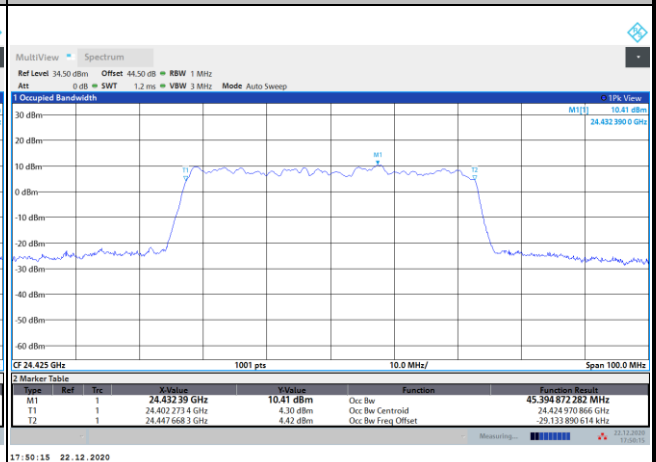 MultiView Spectrum
Ref Level 34.50 dBm Offset 44.50 dB RBW 1 MHz
Att 0 dB SWT 1.2 ms VBW 3 MHz Mode Auto Sweep
1 Occupied Bandwidth 1Pk View
M1[1] 10.41 dBm
24.432 390 0 GHz
30 dBm
20 dBm
M1
10 dBm
T1 T2
0 dBm
-10 dBm
-20 dBm
-30 dBm
-40 dBm
-50 dBm
-60 dBm
CF 24.425 GHz 1001 pts 10.0 MHz/ Span 100.0 MHz
2 Marker Table
Type Ref Trc X-Value Y-Value Function Function Result
M1 1 24.432 39 GHz 10.41 dBm Occ Bw 45.394 872 282 MHz
T1 1 24.402 273 4 GHz 4.30 dBm Occ Bw Centroid 24.424 970 866 GHz
T2 1 24.447 668 3 GHz 4.42 dBm Occ Bw Freq Offset -29.133 890 614 kHz
Measuring... 22.12.2020
17:50:15
17:50:15 22.12.2020